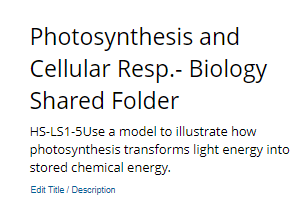 Photosynthesis and
Cellular Resp.- Biology
Shared Folder
HS-LS1-5Use a model to illustrate how
photosynthesis transforms light energy into
stored chemical energy.
Edit Title / Description